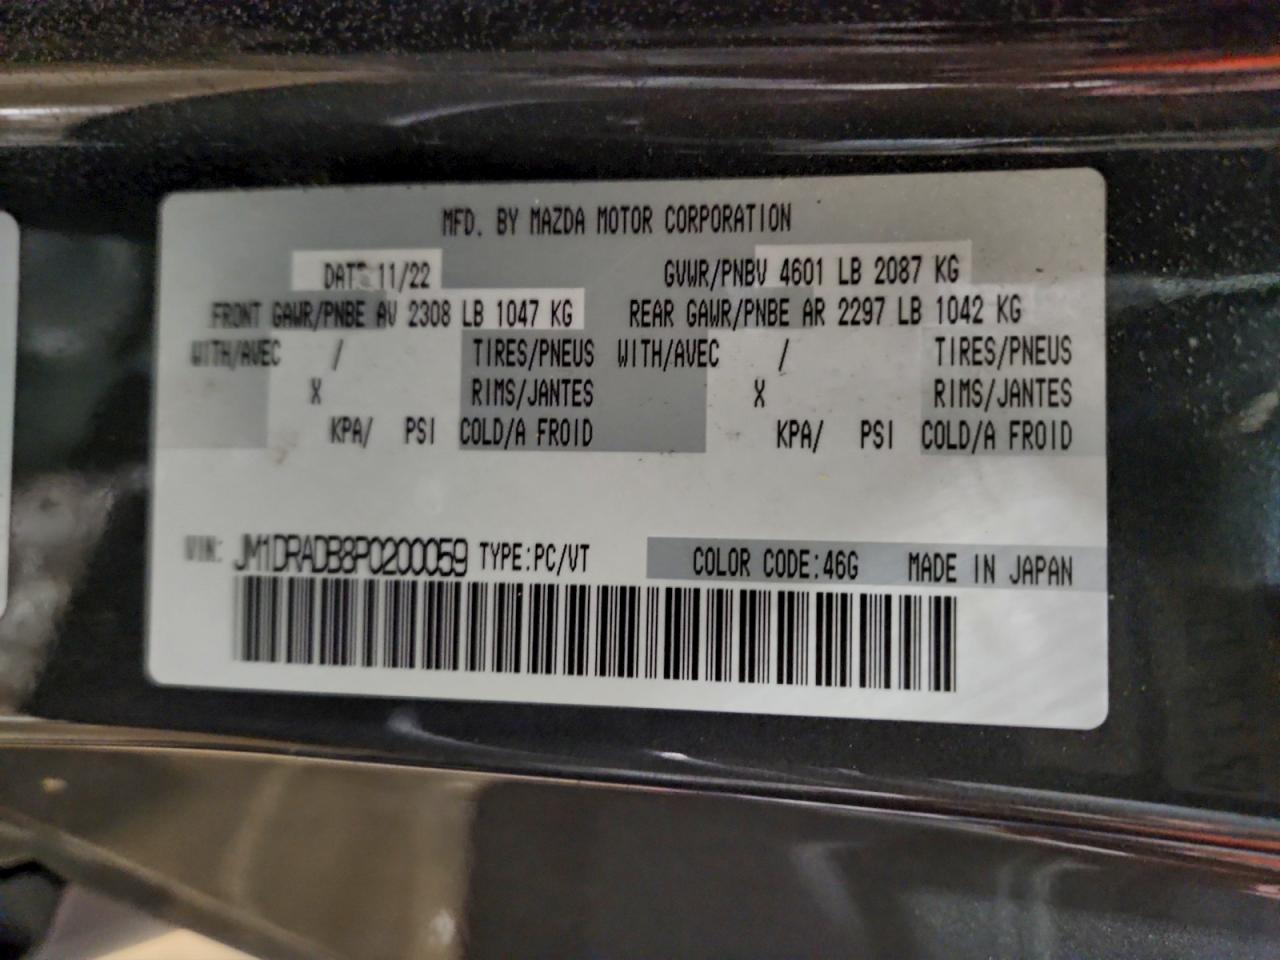 MFD. BY MAZDA MOTOR CORPORATION
DATE 11/22 GVWR/PNBV 4601 LB 2087 KG
FRONT GAWR/PNBE AV 2308 LB 1047 KG REAR GAWR/PNBE AR 2297 LB 1042 KG
WITH/AVEC / TIRES/PNEUS WITH/AVEC / TIRES/PNEUS
X RIMS/JANTES X RIMS/JANTES
KPA/ PSI COLD/A FROID KPA/ PSI COLD/A FROID
VIN: JM1DRADB8P0200059 TYPE:PC/VT COLOR CODE:46G MADE IN JAPAN